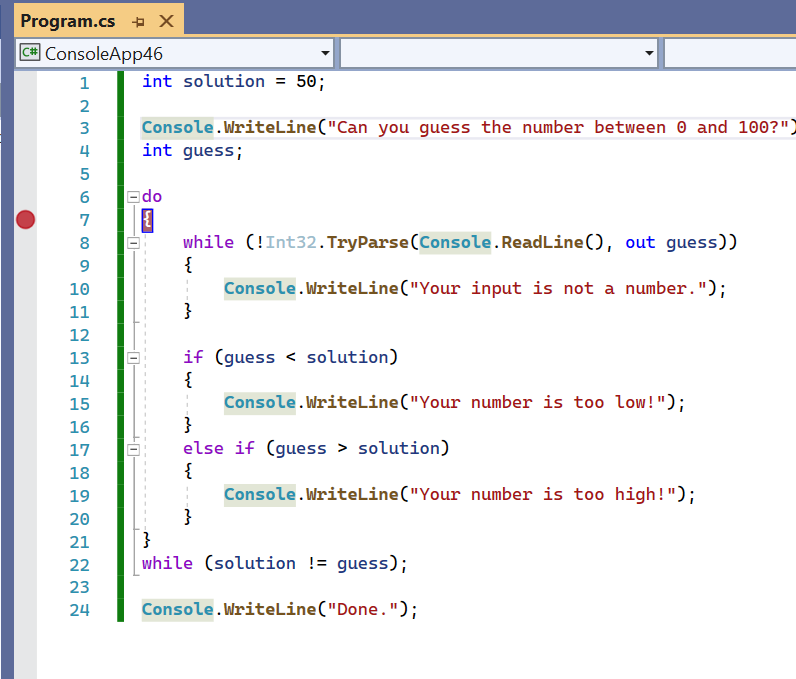 Program.cs
C# ConsoleApp46
1 int solution = 50;
2
3 Console.WriteLine("Can you guess the number between 0 and 100?")
4 int guess;
5
6 do
7 {
8 while (!Int32.TryParse(Console.ReadLine(), out guess))
9 {
10 Console.WriteLine("Your input is not a number.");
11 }
12
13 if (guess < solution)
14 {
15 Console.WriteLine("Your number is too low!");
16 }
17 else if (guess > solution)
18 {
19 Console.WriteLine("Your number is too high!");
20 }
21 }
22 while (solution != guess);
23
24 Console.WriteLine("Done.");